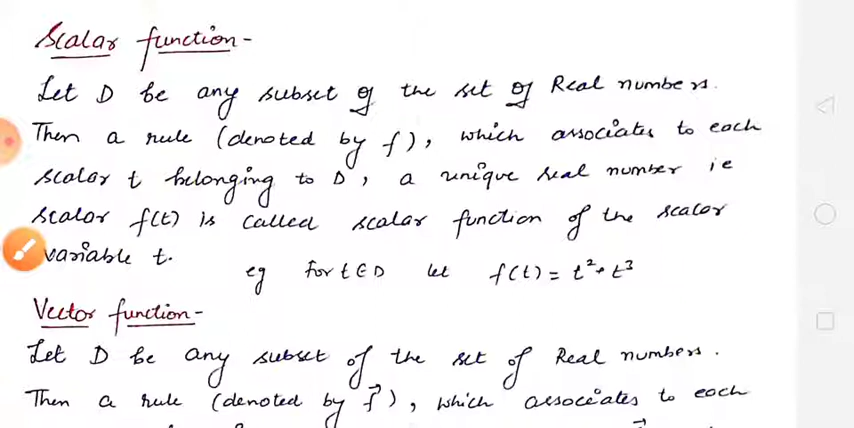 Scalar function -
Let D be any subset of the set of Real numbers.
Then a rule (denoted by f), which associates to each
scalar t belonging to D, a unique real number ie
scalar f(t) is called scalar function of the scalar
variable t.
eg For t ∈ D let f(t) = t² + t³
Vector function -
Let D be any subset of the set of Real numbers.
Then a rule (denoted by f⃗), which associates to each